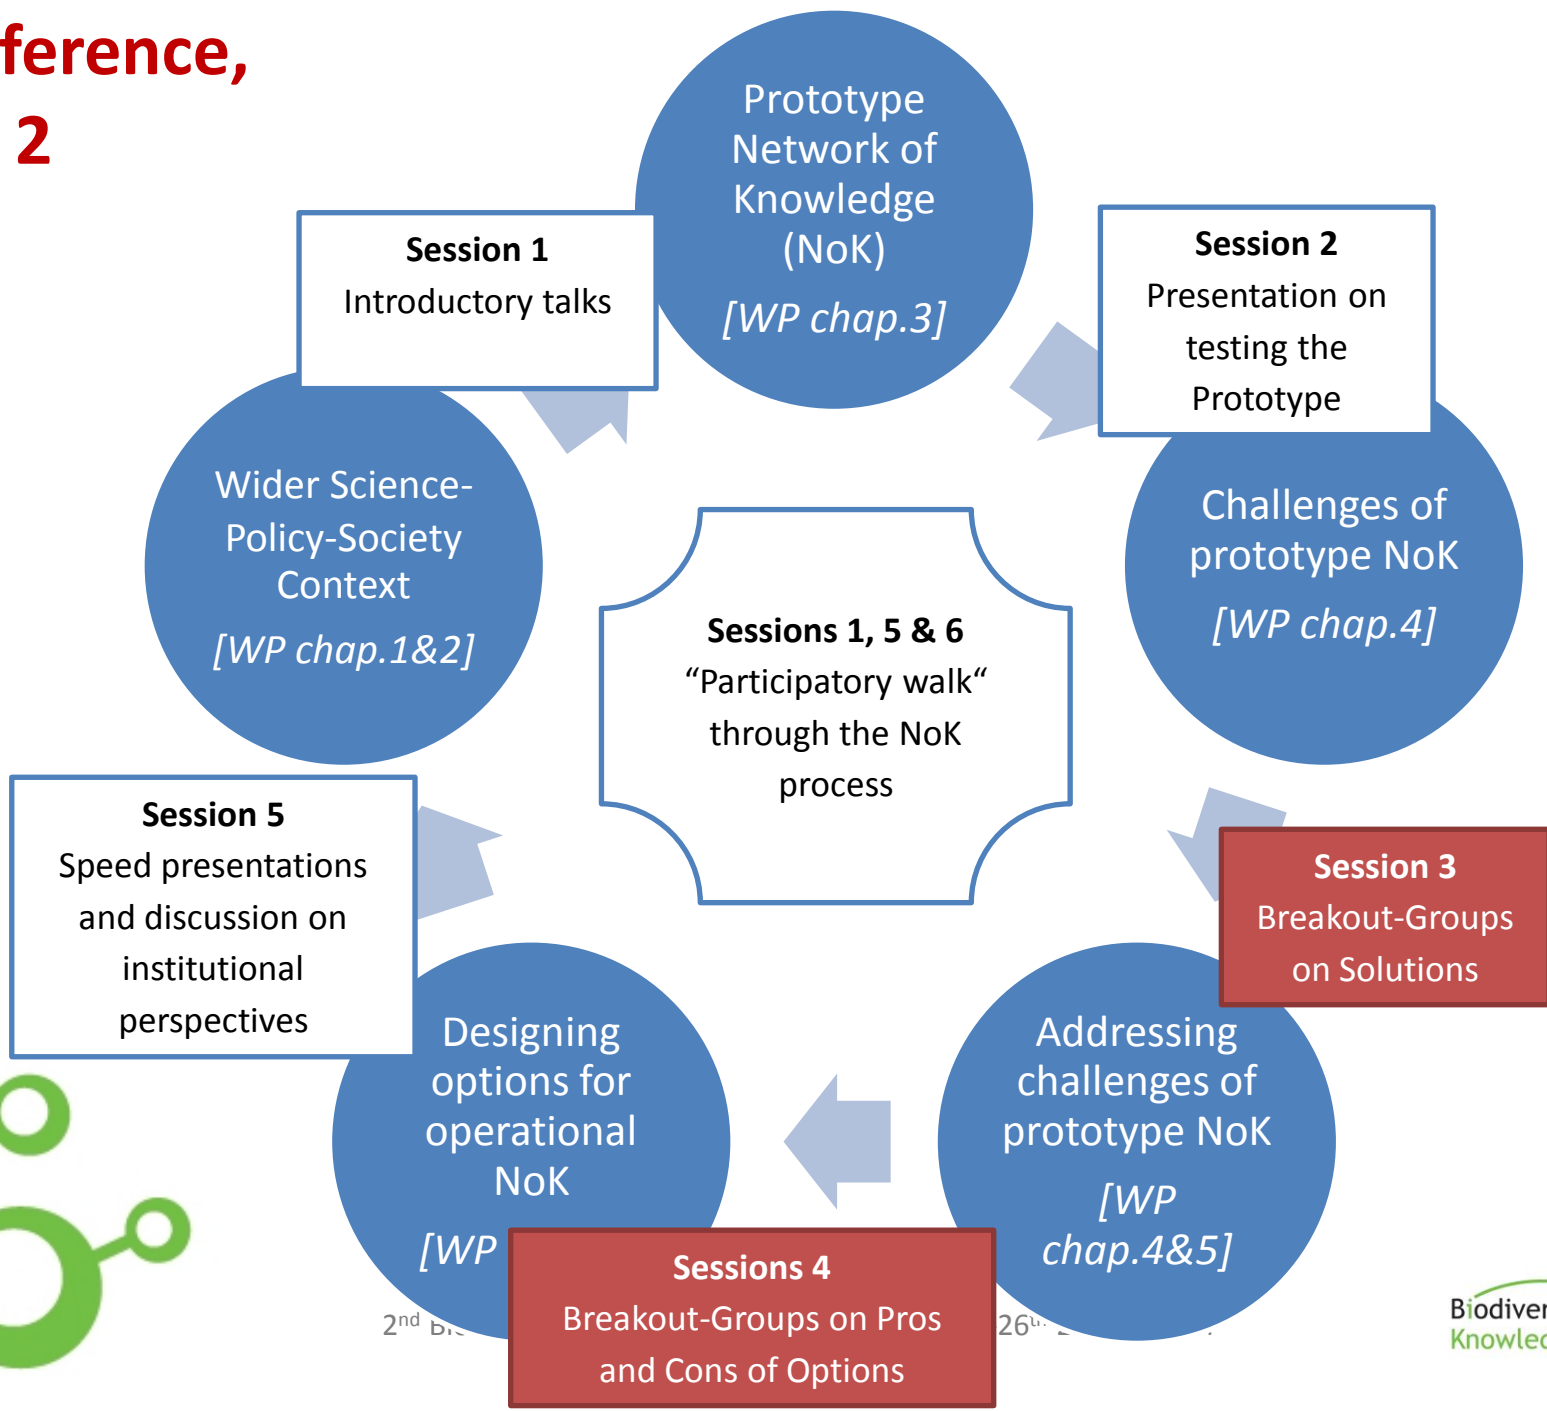 ference,
2
Prototype
Network of
Knowledge
(NoK)
[WP chap.3]
Session 1
Introductory talks
Session 2
Presentation on
testing the
Prototype
Wider Science-
Policy-Society
Context
[WP chap.1&2]
Challenges of
prototype NoK
[WP chap.4]
Sessions 1, 5 & 6
“Participatory walk“
through the NoK
process
Session 5
Speed presentations
and discussion on
institutional
perspectives
Session 3
Breakout-Groups
on Solutions
Designing
options for
operational
NoK
[WP
Addressing
challenges of
prototype NoK
[WP
chap.4&5]
Sessions 4
Breakout-Groups on Pros
and Cons of Options
2nd
26th
Biodiver
Knowled